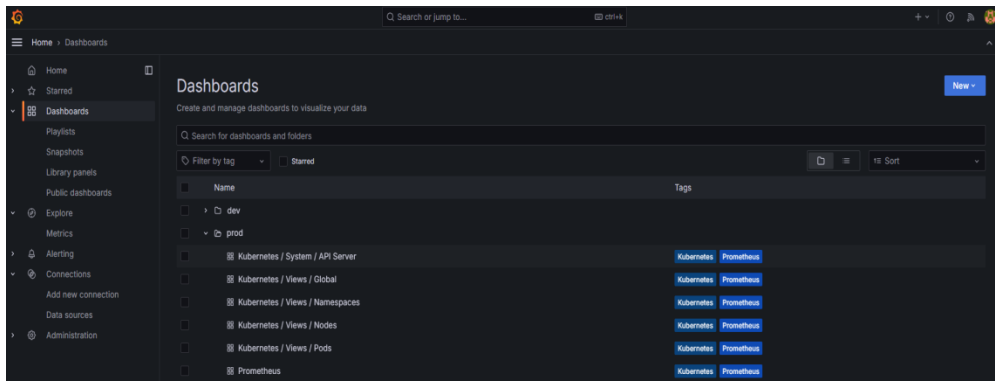 Search or jump to... ctrl+k
Home › Dashboards
Home
Starred
Dashboards
Playlists
Snapshots
Library panels
Public dashboards
Explore
Metrics
Alerting
Connections
Add new connection
Data sources
Administration
Dashboards
New
Create and manage dashboards to visualize your data
Search for dashboards and folders
Filter by tag Starred Sort
Name Tags
dev
prod
Kubernetes / System / API Server Kubernetes Prometheus
Kubernetes / Views / Global Kubernetes Prometheus
Kubernetes / Views / Namespaces Kubernetes Prometheus
Kubernetes / Views / Nodes Kubernetes Prometheus
Kubernetes / Views / Pods Kubernetes Prometheus
Prometheus Kubernetes Prometheus